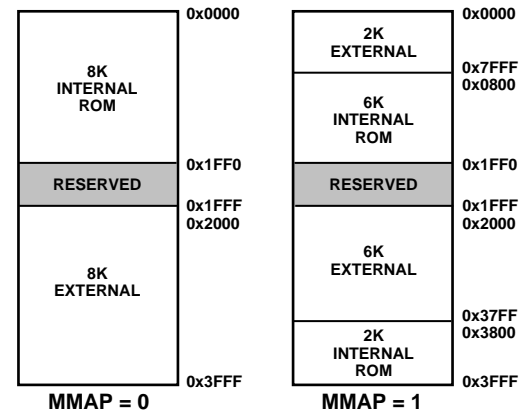 0x0000
8K
INTERNAL
ROM
0x1FF0
RESERVED
0x1FFF
0x2000
8K
EXTERNAL
0x3FFF
MMAP = 0
0x0000
2K
EXTERNAL
0x7FFF
0x0800
6K
INTERNAL
ROM
0x1FF0
RESERVED
0x1FFF
0x2000
6K
EXTERNAL
0x37FF
0x3800
2K
INTERNAL
ROM
0x3FFF
MMAP = 1